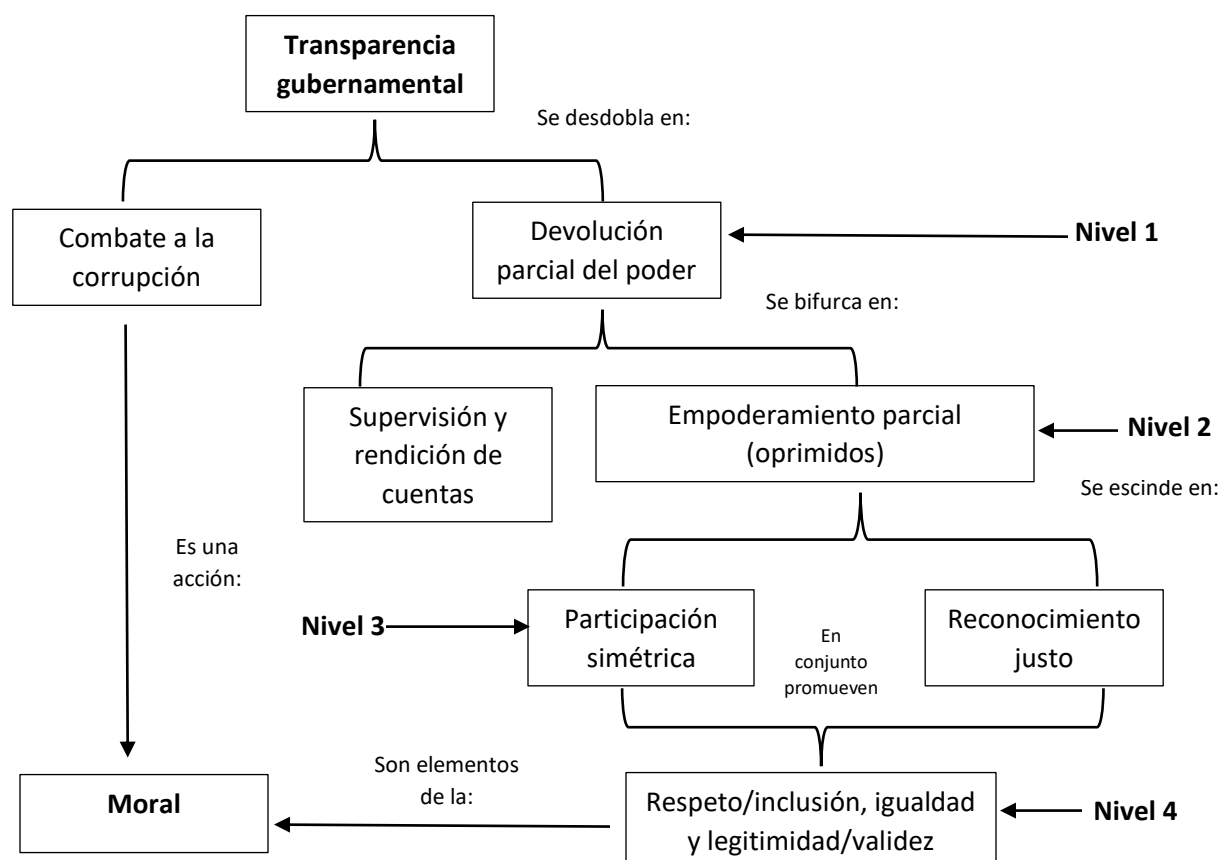 Transparencia
gubernamental
Se desdobla en:
Combate a la
corrupción
Devolución
parcial del poder
Nivel 1
Se bifurca en:
Supervisión y
rendición de
cuentas
Empoderamiento parcial
(oprimidos)
Nivel 2
Se escinde en:
Es una
acción:
Nivel 3
Participación
simétrica
En
conjunto
promueven
Reconocimiento
justo
Moral
Son elementos
de la:
Respeto/inclusión, igualdad
y legitimidad/validez
Nivel 4